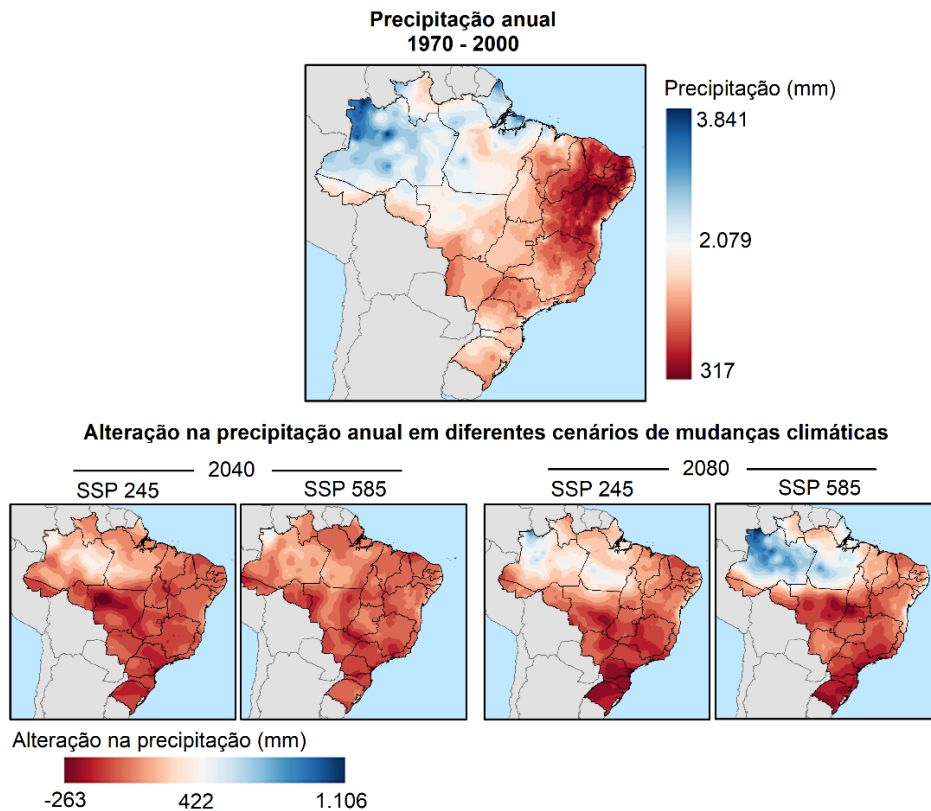 Precipitação anual
1970 - 2000
Precipitação (mm)
3.841
2.079
317
Alteração na precipitação anual em diferentes cenários de mudanças climáticas
2040
2080
SSP 245
SSP 585
SSP 245
SSP 585
Alteração na precipitação (mm)
-263
422
1.106